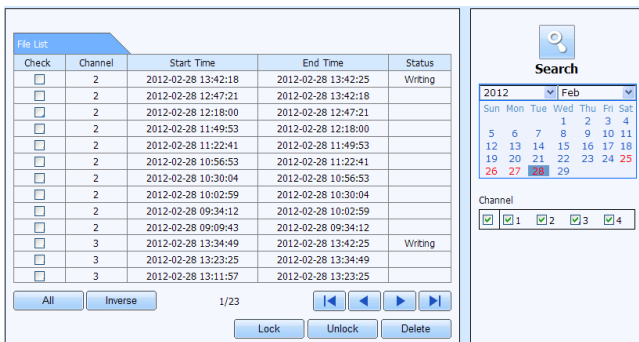 File List
Check Channel Start Time End Time Status
2 2012-02-28 13:42:18 2012-02-28 13:42:25 Writing
2 2012-02-28 12:47:21 2012-02-28 13:42:18
2 2012-02-28 12:18:00 2012-02-28 12:47:21
2 2012-02-28 11:49:53 2012-02-28 12:18:00
2 2012-02-28 11:22:41 2012-02-28 11:49:53
2 2012-02-28 10:56:53 2012-02-28 11:22:41
2 2012-02-28 10:30:04 2012-02-28 10:56:53
2 2012-02-28 10:02:59 2012-02-28 10:30:04
2 2012-02-28 09:34:12 2012-02-28 10:02:59
2 2012-02-28 09:09:43 2012-02-28 09:34:12
3 2012-02-28 13:34:49 2012-02-28 13:42:25 Writing
3 2012-02-28 13:23:25 2012-02-28 13:34:49
3 2012-02-28 13:11:57 2012-02-28 13:23:25
All Inverse 1/23
Lock Unlock Delete
Search
2012 Feb
Sun Mon Tue Wed Thu Fri Sat
1 2 3 4
5 6 7 8 9 10 11
12 13 14 15 16 17 18
19 20 21 22 23 24 25
26 27 28 29
Channel
1 2 3 4